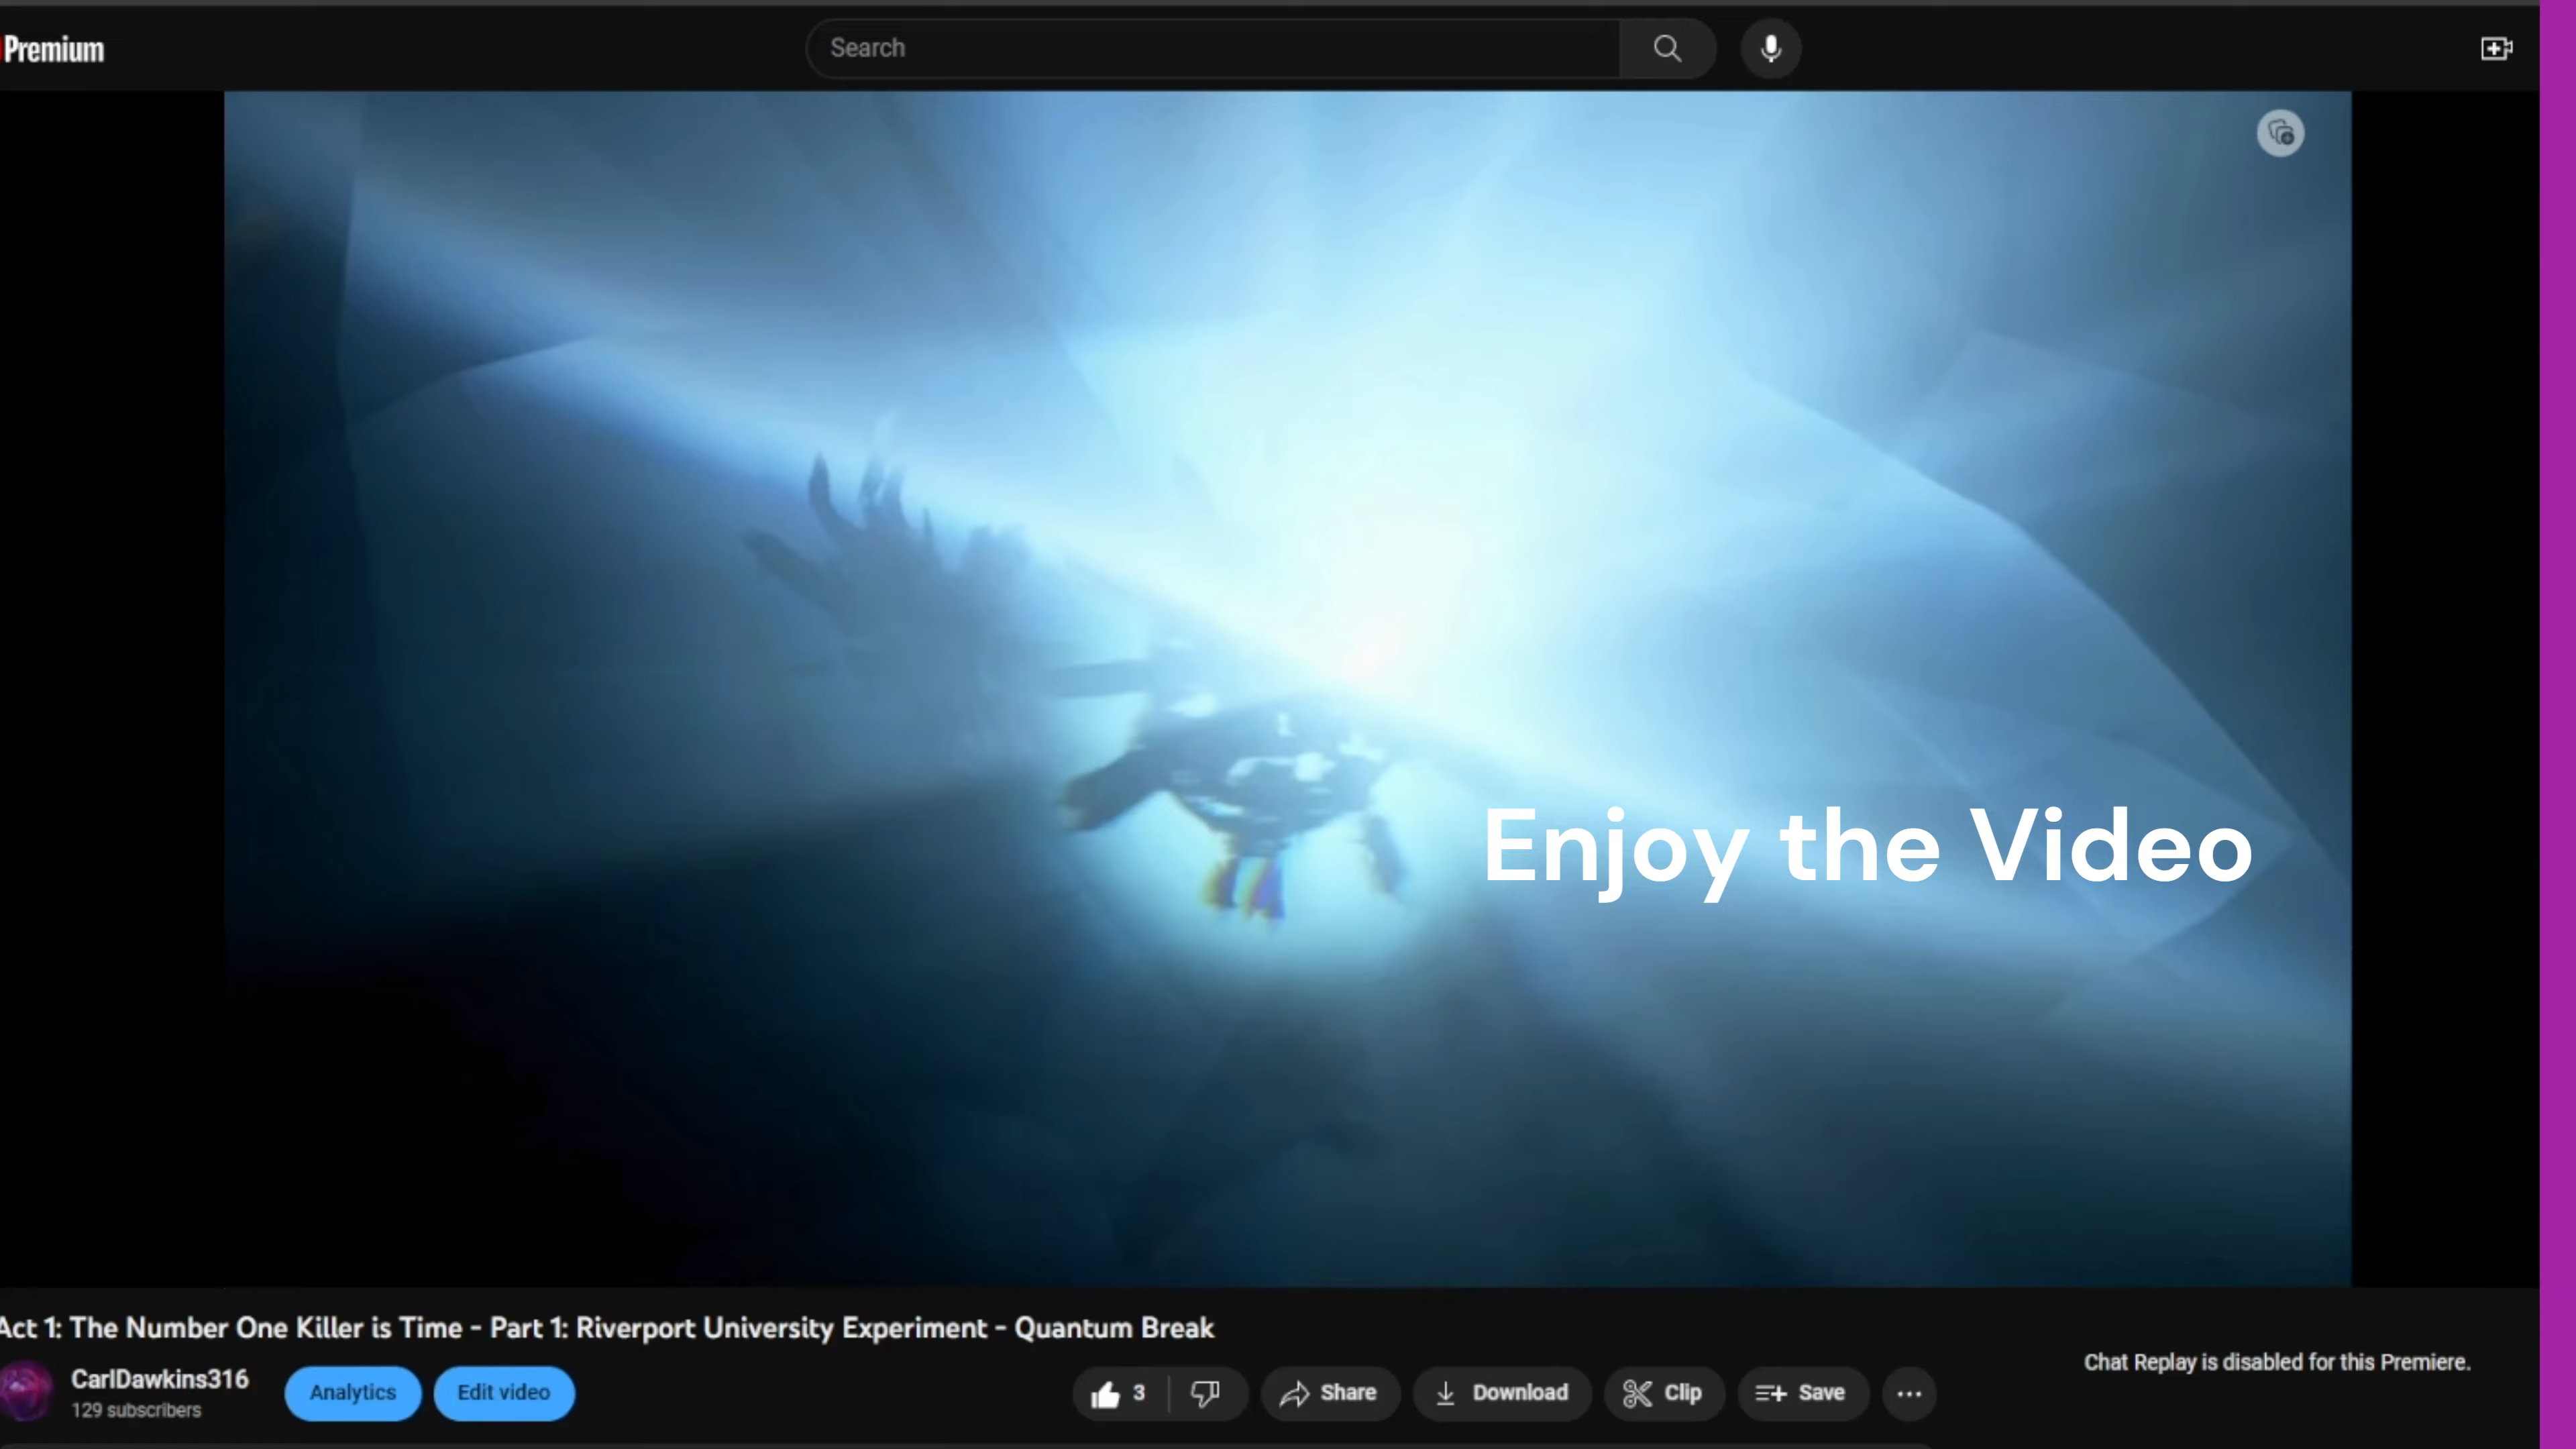 Premium
Search
Enjoy the Video
Act 1: The Number One Killer is Time - Part 1: Riverport University Experiment - Quantum Break
CarlDawkins316
129 subscribers
Analytics
Edit video
3
Share
Download
Clip
Save
Chat Replay is disabled for this Premiere.